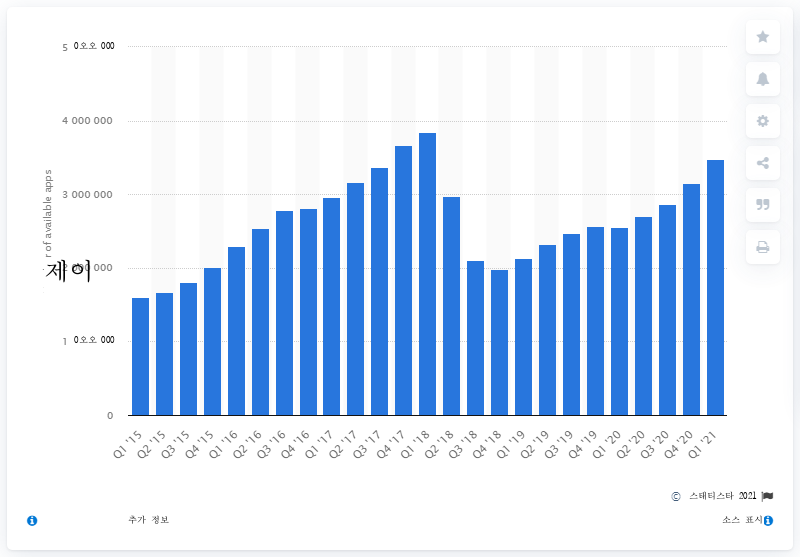 5 0오오 000
4 000 000
r of available apps
3 000 000
제이
2 000 000
1 0오오 000
0
Q1 '15
Q2 '15
Q3 '15
Q4 '15
Q1 '16
Q2 '16
Q3 '16
Q4 '16
Q1 '17
Q2 '17
Q3 '17
Q4 '17
Q1 '18
Q2 '18
Q3 '18
Q4 '18
Q1 '19
Q2 '19
Q3 '19
Q4 '19
Q1 '20
Q2 '20
Q3 '20
Q4 '20
Q1 '21
© 스태티스타 2021
추가 정보
소스 표시